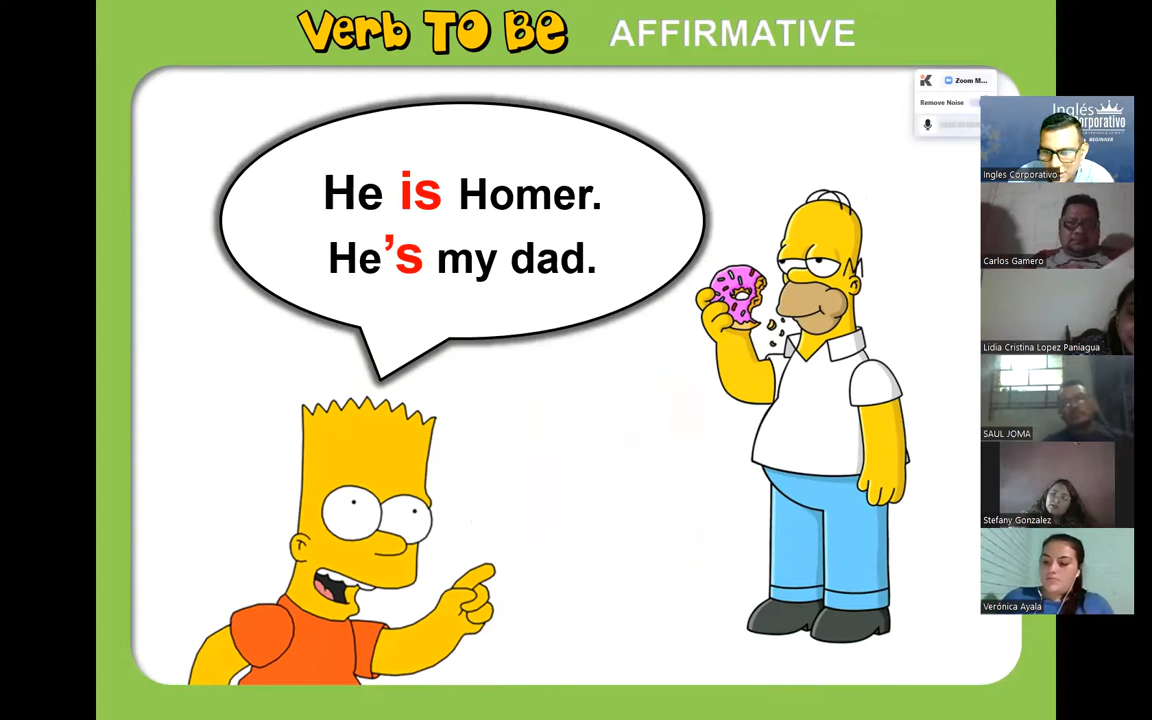 Verb TO BE AFFIRMATIVE
He is Homer.
He's my dad.
Zoom M...
Remove Noise
Inglés
Corporativo
BEGINNER
Ingles Corporativo
Carlos Gamero
Lidia Cristina Lopez Paniagua
SAUL JOMA
Stefany Gonzalez
Verónica Ayala